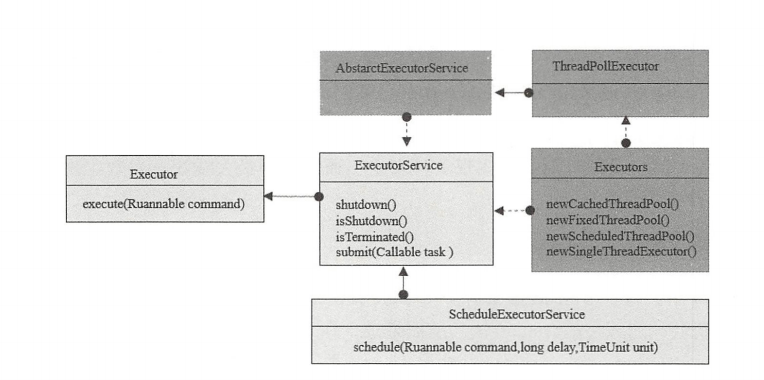 AbstarctExecutorService
ThreadPollExecutor
Executor
execute(Ruannable command)
ExecutorService
shutdown()
isShutdown()
isTerminated()
submit(Callable task )
Executors
newCachedThreadPool()
newFixedThreadPool()
newScheduledThreadPool()
newSingleThreadExecutor()
ScheduleExecutorService
schedule(Ruannable command,long delay,TimeUnit unit)